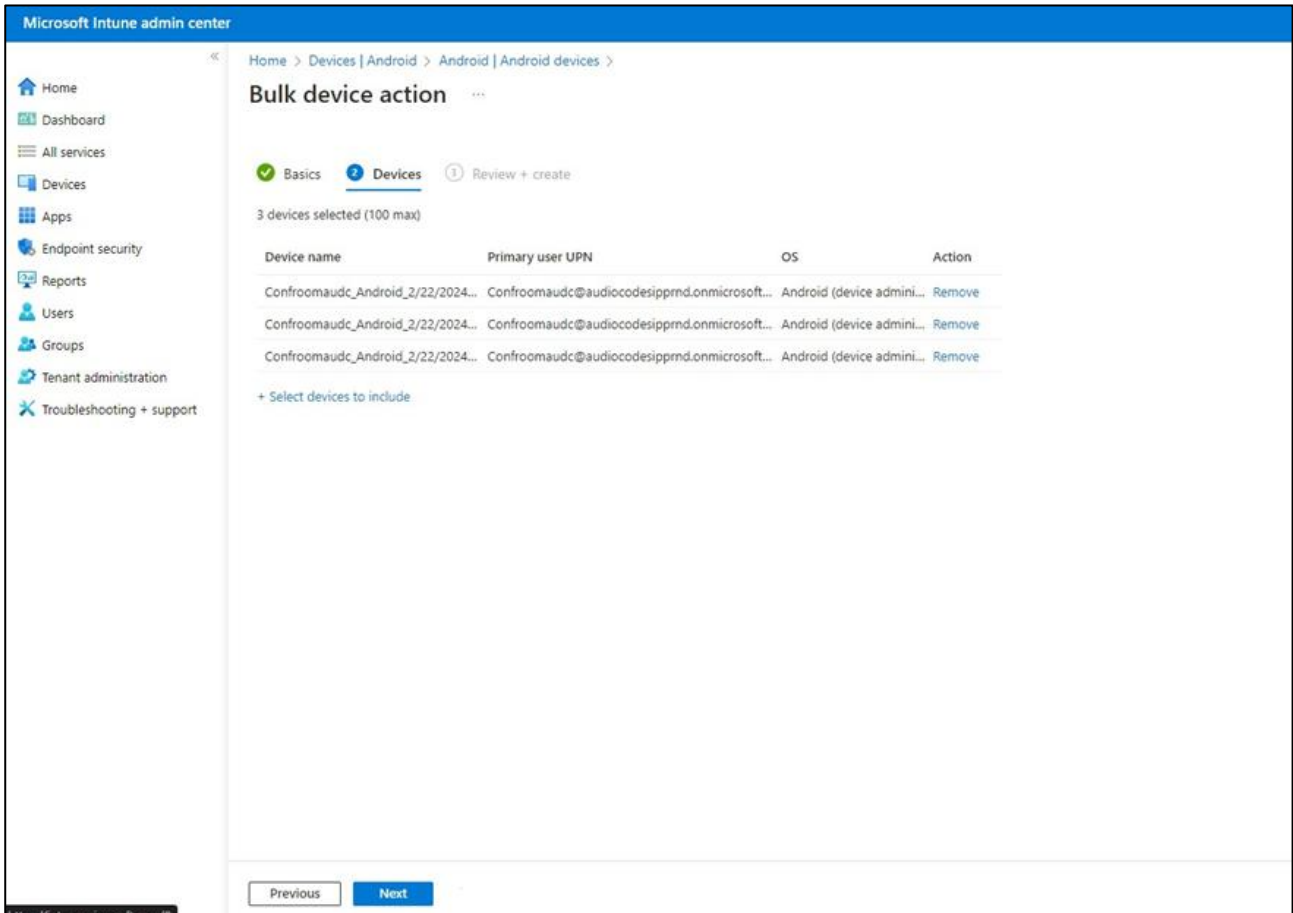 Microsoft Intune admin center
«
Home > Devices | Android > Android | Android devices >
Bulk device action ...
Home
Dashboard
All services
Devices
Apps
Endpoint security
Reports
Users
Groups
Tenant administration
Troubleshooting + support
Basics 2 Devices 3 Review + create
3 devices selected (100 max)
Device name Primary user UPN OS Action
Confroomaudc_Android_2/22/2024... Confroomaudc@audiocodesipprnd.onmicrosoft... Android (device admini... Remove
Confroomaudc_Android_2/22/2024... Confroomaudc@audiocodesipprnd.onmicrosoft... Android (device admini... Remove
Confroomaudc_Android_2/22/2024... Confroomaudc@audiocodesipprnd.onmicrosoft... Android (device admini... Remove
+ Select devices to include
Previous Next